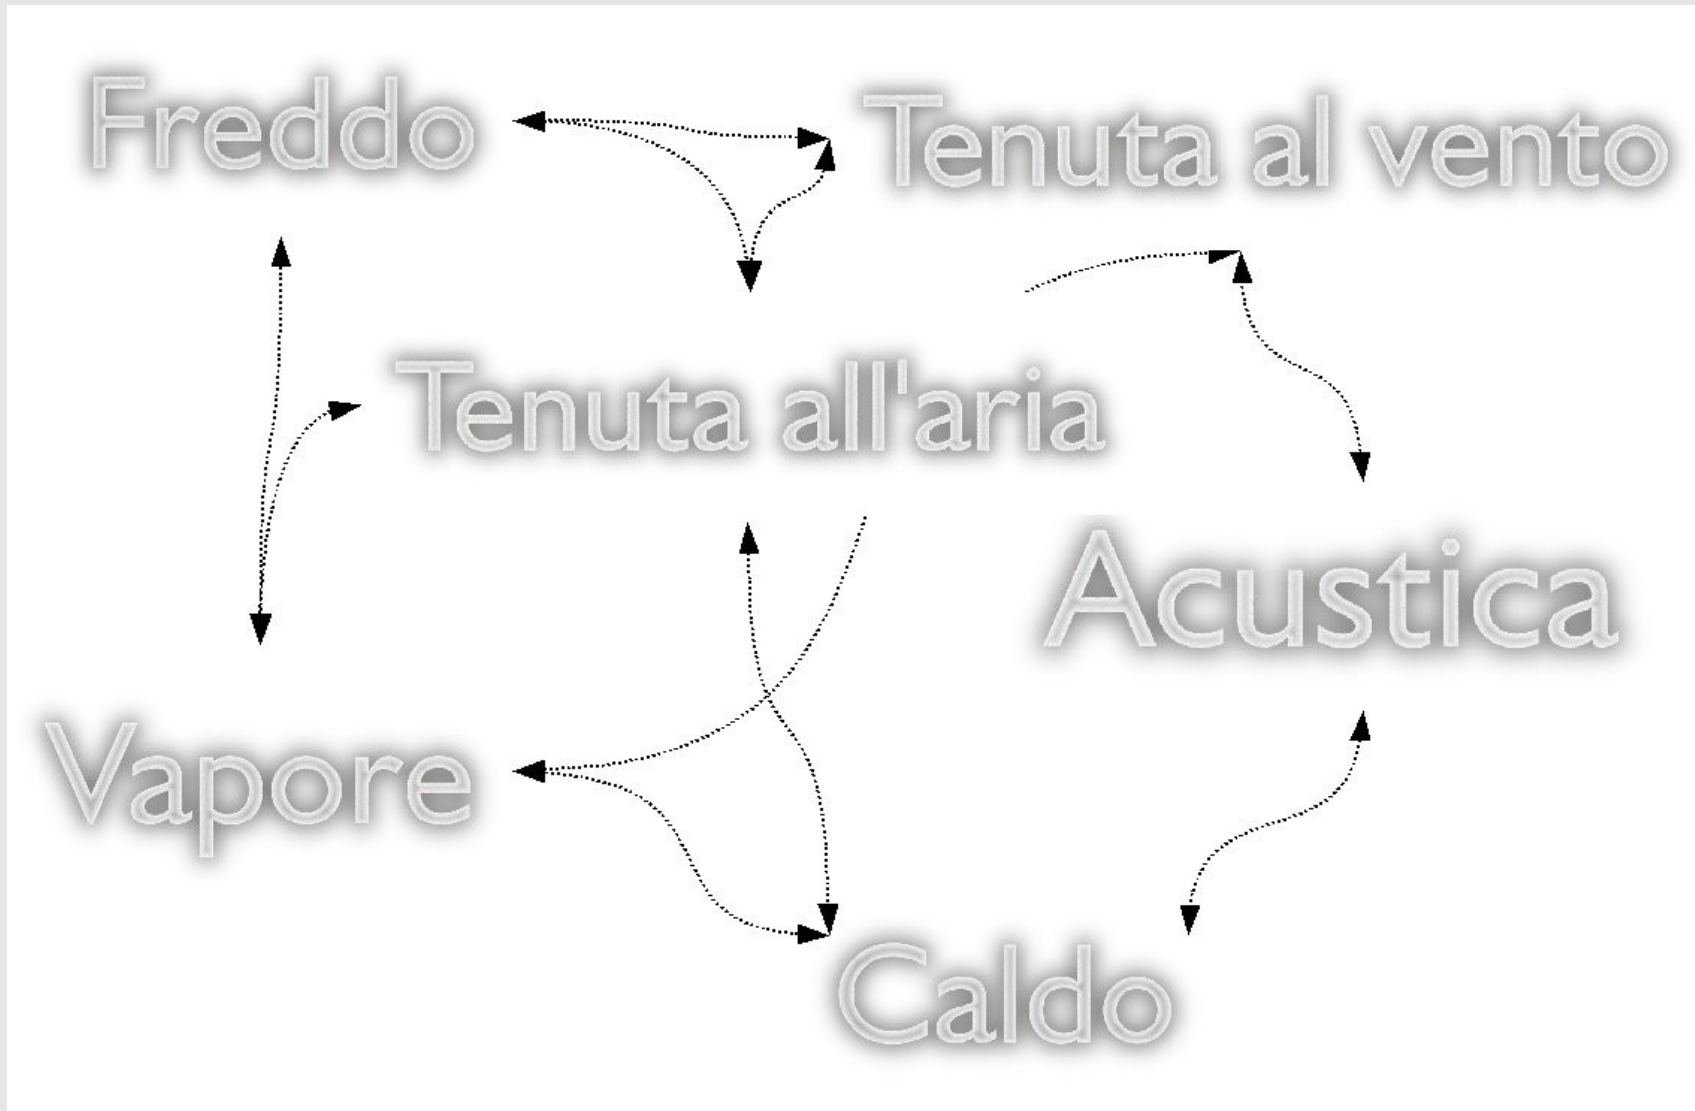 Freddo
Tenuta al vento
Tenuta all'aria
Acustica
Vapore
Caldo